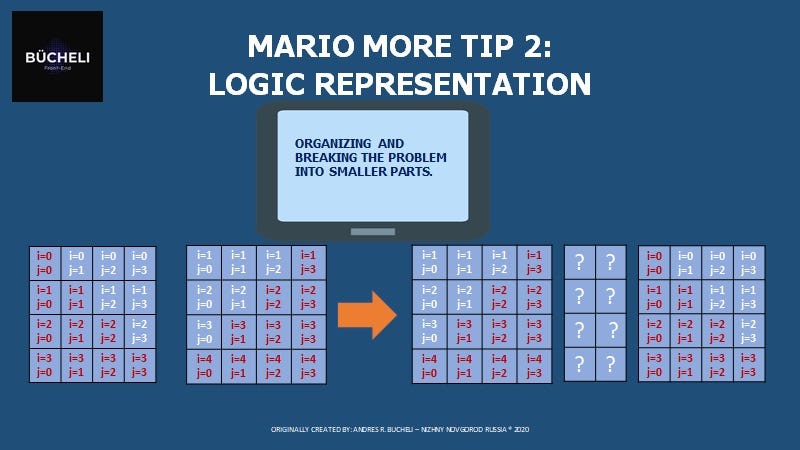 BÜCHELI
Front-End
MARIO MORE TIP 2:
LOGIC REPRESENTATION
ORGANIZING AND
BREAKING THE PROBLEM
INTO SMALLER PARTS.
i=0 i=0 i=0 i=0
j=0 j=1 j=2 j=3
i=1 i=1 i=1 i=1
j=0 j=1 j=2 j=3
i=2 i=2 i=2 i=2
j=0 j=1 j=2 j=3
i=3 i=3 i=3 i=3
j=0 j=1 j=2 j=3
i=1 i=1 i=1 i=1
j=0 j=1 j=2 j=3
i=2 i=2 i=2 i=2
j=0 j=1 j=2 j=3
i=3 i=3 i=3 i=3
j=0 j=1 j=2 j=3
i=4 i=4 i=4 i=4
j=0 j=1 j=2 j=3
i=1 i=1 i=1 i=1
j=0 j=1 j=2 j=3
i=2 i=2 i=2 i=2
j=0 j=1 j=2 j=3
i=3 i=3 i=3 i=3
j=0 j=1 j=2 j=3
i=4 i=4 i=4 i=4
j=0 j=1 j=2 j=3
? ?
? ?
? ?
? ?
i=0 i=0 i=0 i=0
j=0 j=1 j=2 j=3
i=1 i=1 i=1 i=1
j=0 j=1 j=2 j=3
i=2 i=2 i=2 i=2
j=0 j=1 j=2 j=3
i=3 i=3 i=3 i=3
j=0 j=1 j=2 j=3
ORIGINALLY CREATED BY: ANDRES R. BUCHELI – NIZHNY NOVGOROD RUSSIA ® 2020